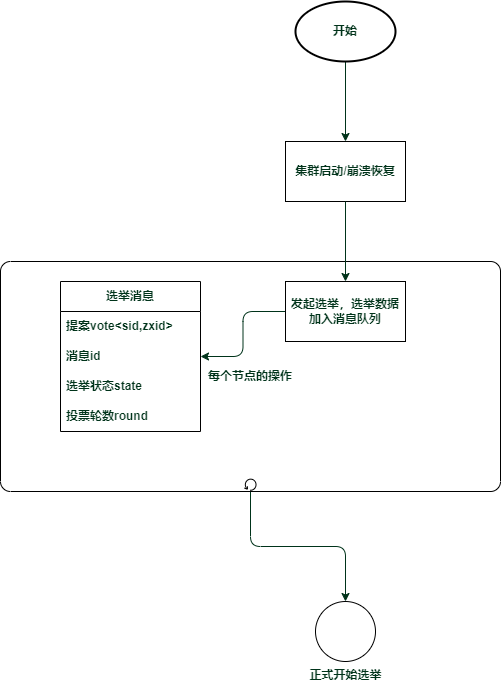 开始
集群启动/崩溃恢复
选举消息
提案vote<sid,zxid>
消息id
选举状态state
投票轮数round
发起选举，选举数据
加入消息队列
每个节点的操作
正式开始选举